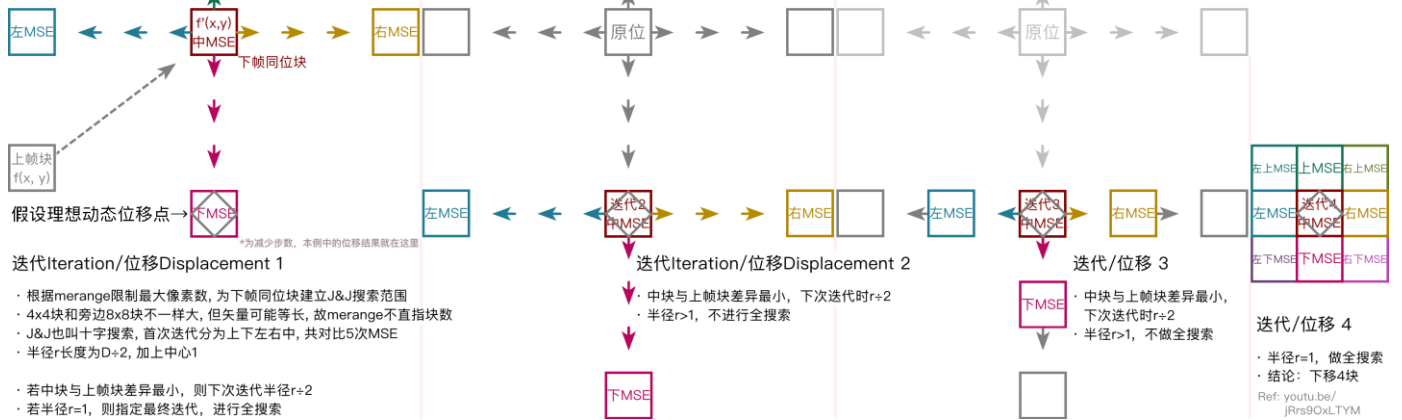 左MSE
f'(x,y)
中MSE
右MSE
下帧同位块
原位
原位
上帧块
f(x, y)
假设理想动态位移点→
下MSE
*为减少步数，本例中的位移结果就在这里
左MSE
迭代2
中MSE
右MSE
左MSE
迭代3
中MSE
右MSE
左上MSE
上MSE
右上MSE
左MSE
迭代4
中MSE
右MSE
左下MSE
下MSE
右下MSE
迭代Iteration/位移Displacement 1
· 根据merange限制最大像素数, 为下帧同位块建立J&J搜索范围
· 4x4块和旁边8x8块不一样大, 但矢量可能等长, 故merange不直指块数
· J&J也叫十字搜索, 首次迭代分为上下左右中, 共对比5次MSE
· 半径r长度为D÷2, 加上中心1
· 若中块与上帧块差异最小，则下次迭代半径r÷2
· 若半径r=1，则指定最终迭代，进行全搜索
迭代Iteration/位移Displacement 2
· 中块与上帧块差异最小，下次迭代时r÷2
· 半径r>1，不进行全搜索
下MSE
迭代/位移 3
下MSE
· 中块与上帧块差异最小，
下次迭代时r÷2
· 半径r>1，不做全搜索
迭代/位移 4
· 半径r=1，做全搜索
· 结论：下移4块
Ref: youtu.be/
jRrs9OxLTYM